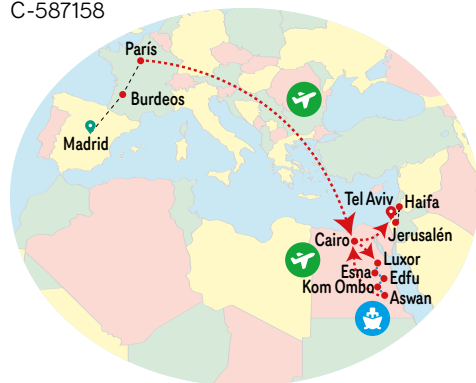 C-587158
París
Burdeos
Madrid
Tel Aviv
Haifa
Jerusalén
Cairo
Luxor
Esna
Edfu
Kom Ombo
Aswan